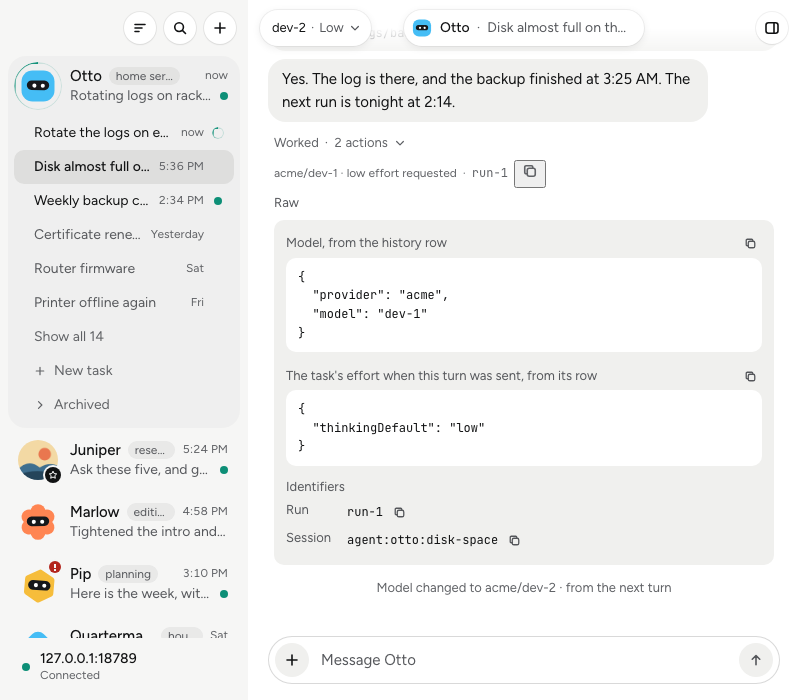 Otto
home ser...
now
Rotating logs on rack...
Rotate the logs on e...
now
Disk almost full o...
5:36 PM
Weekly backup c...
2:34 PM
Certificate rene...
Yesterday
Router firmware
Sat
Printer offline again
Fri
Show all 14
New task
Archived
Juniper
rese...
5:24 PM
Ask these five, and g...
Marlow
editi...
4:58 PM
Tightened the intro and...
Pip
planning
3:10 PM
Here is the week, wit...
Quarterma
hou...
Sat
127.0.0.1:18789
Connected
dev-2 · Low
Otto · Disk almost full on th...
Yes. The log is there, and the backup finished at 3:25 AM. The
next run is tonight at 2:14.
Worked · 2 actions
acme/dev-1 · low effort requested · run-1
Raw
Model, from the history row
{
"provider": "acme",
"model": "dev-1"
}
The task's effort when this turn was sent, from its row
{
"thinkingDefault": "low"
}
Identifiers
Run
run-1
Session
agent:otto:disk-space
Model changed to acme/dev-2 · from the next turn
Message Otto